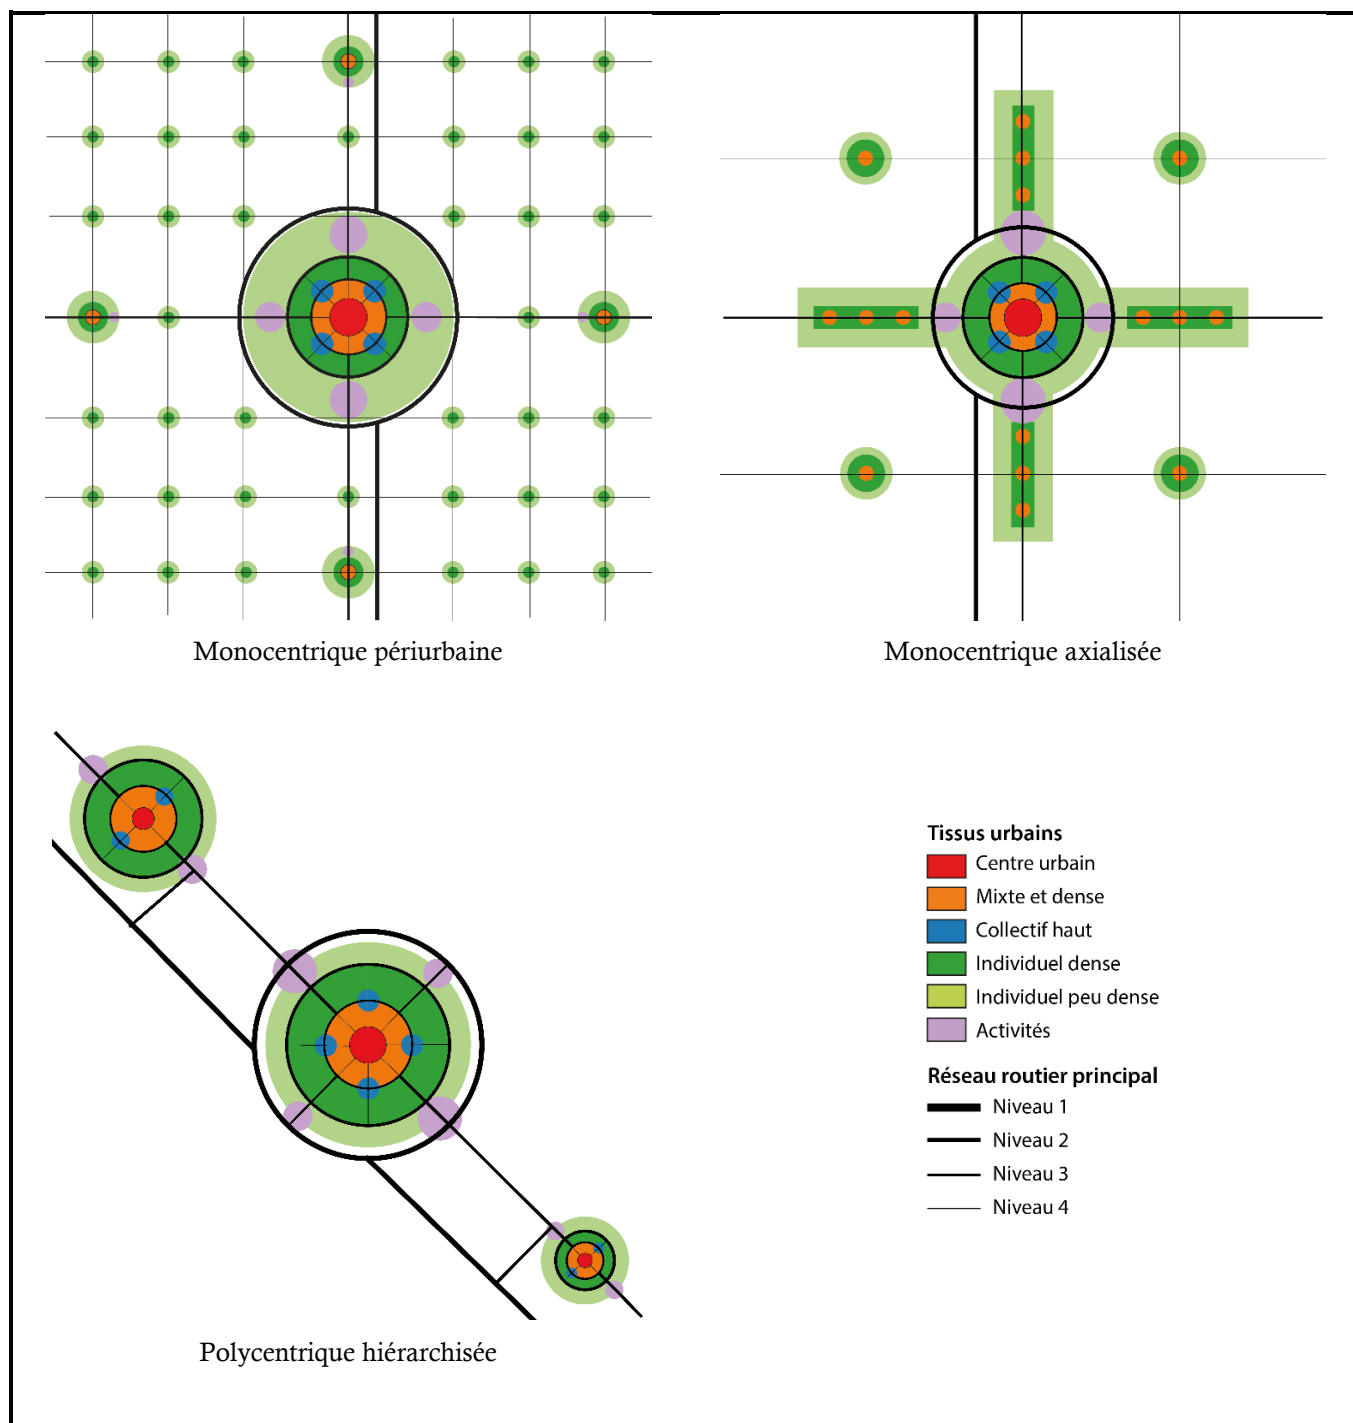 Monocentrique périurbaine
Monocentrique axialisée
Polycentrique hiérarchisée
Tissus urbains
Centre urbain
Mixte et dense
Collectif haut
Individuel dense
Individuel peu dense
Activités
Réseau routier principal
Niveau 1
Niveau 2
Niveau 3
Niveau 4